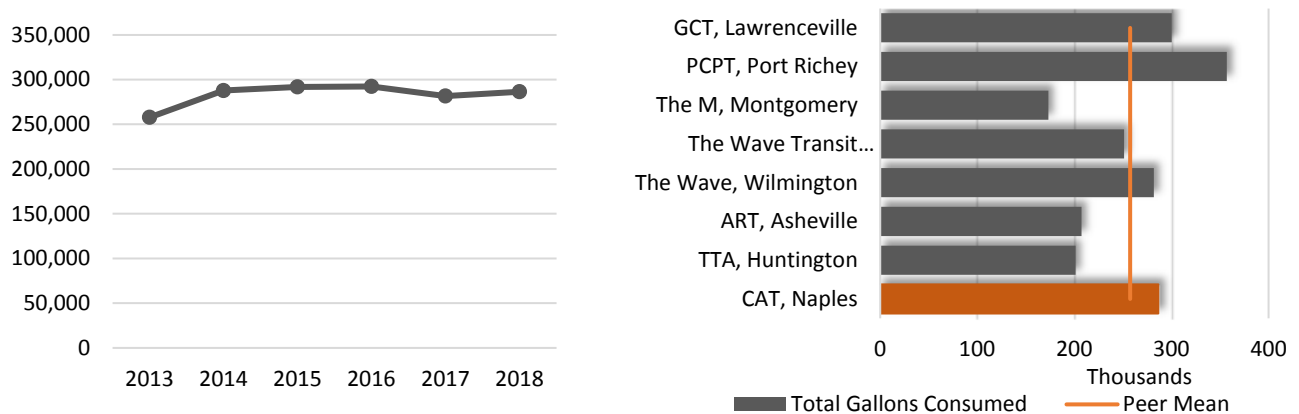 350,000
300,000
250,000
200,000
150,000
100,000
50,000
0
2013 2014 2015 2016 2017 2018
GCT, Lawrenceville
PCPT, Port Richey
The M, Montgomery
The Wave Transit...
The Wave, Wilmington
ART, Asheville
TTA, Huntington
CAT, Naples
0 100 200 300 400
Thousands
Total Gallons Consumed Peer Mean